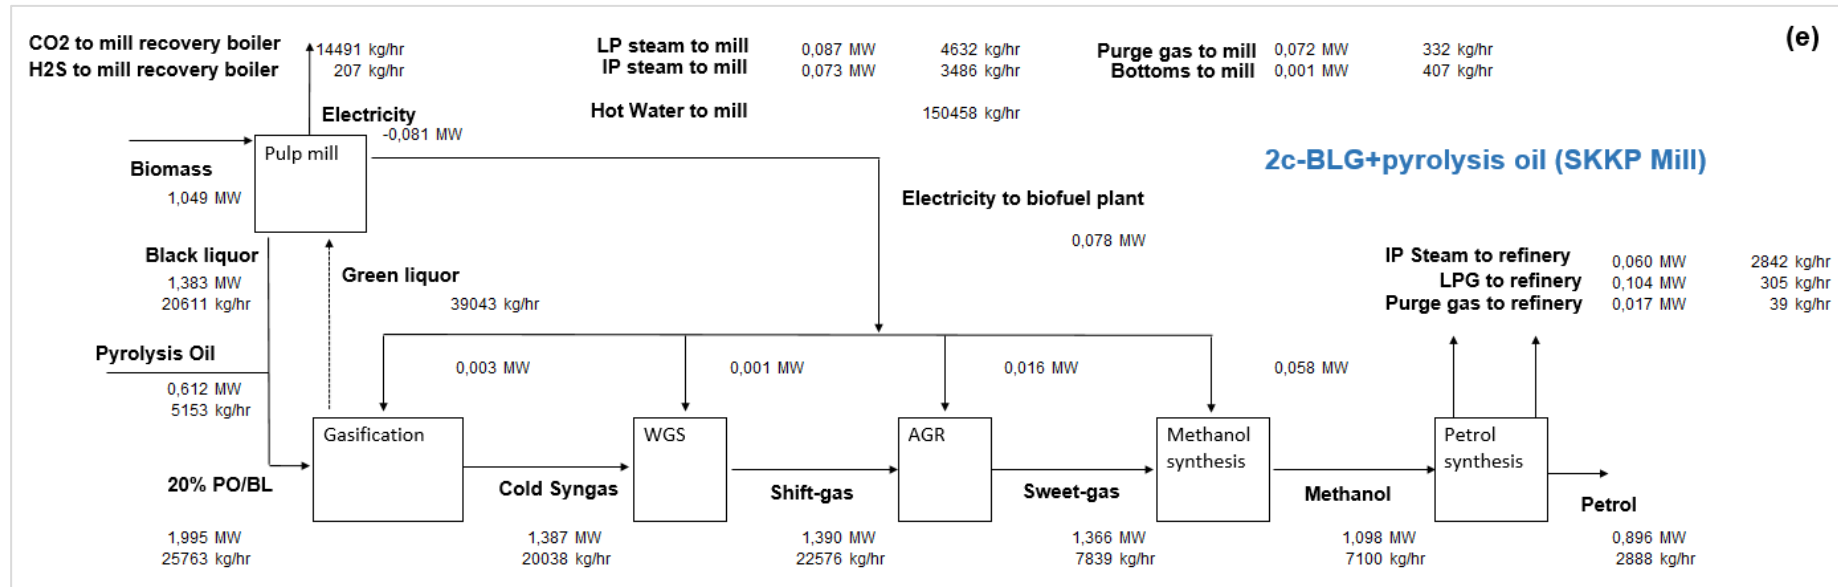 (e)
CO2 to mill recovery boiler 14491 kg/hr
H2S to mill recovery boiler 207 kg/hr
LP steam to mill 0,087 MW 4632 kg/hr
IP steam to mill 0,073 MW 3486 kg/hr
Hot Water to mill 150458 kg/hr
Purge gas to mill 0,072 MW 332 kg/hr
Bottoms to mill 0,001 MW 407 kg/hr
Electricity
-0,081 MW
Pulp mill
Biomass
1,049 MW
2c-BLG+pyrolysis oil (SKKP Mill)
Electricity to biofuel plant
0,078 MW
Black liquor
1,383 MW
20611 kg/hr
Green liquor
39043 kg/hr
IP Steam to refinery 0,060 MW 2842 kg/hr
LPG to refinery 0,104 MW 305 kg/hr
Purge gas to refinery 0,017 MW 39 kg/hr
Pyrolysis Oil
0,612 MW
5153 kg/hr
0,003 MW
0,001 MW
0,016 MW
0,058 MW
Gasification
WGS
AGR
Methanol
synthesis
Petrol
synthesis
20% PO/BL
1,995 MW
25763 kg/hr
Cold Syngas
1,387 MW
20038 kg/hr
Shift-gas
1,390 MW
22576 kg/hr
Sweet-gas
1,366 MW
7839 kg/hr
Methanol
1,098 MW
7100 kg/hr
Petrol
0,896 MW
2888 kg/hr